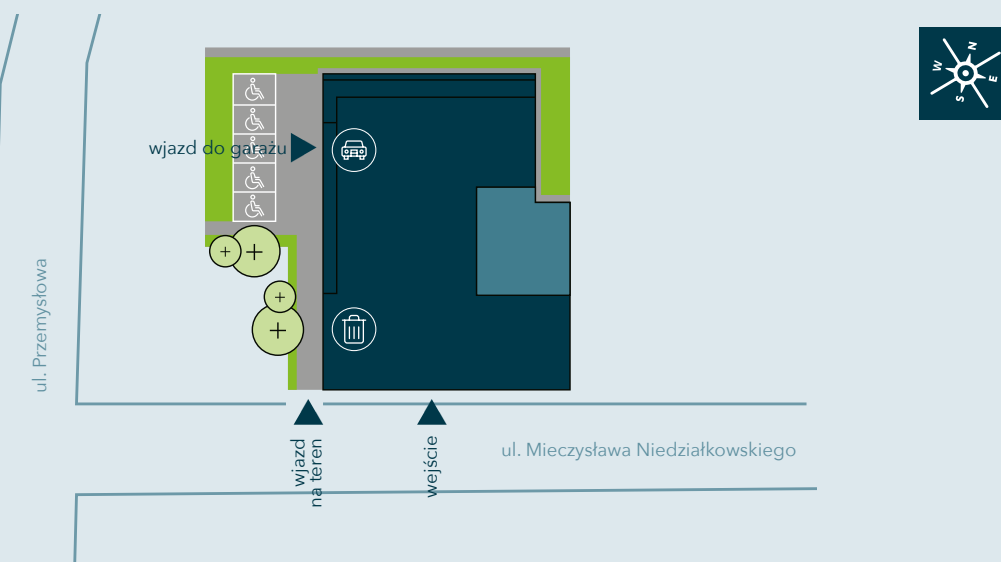 N
W
E
S
wjazd do garażu
ul. Przemysłowa
wjazd
na teren
wejście
ul. Mieczysława Niedziałkowskiego